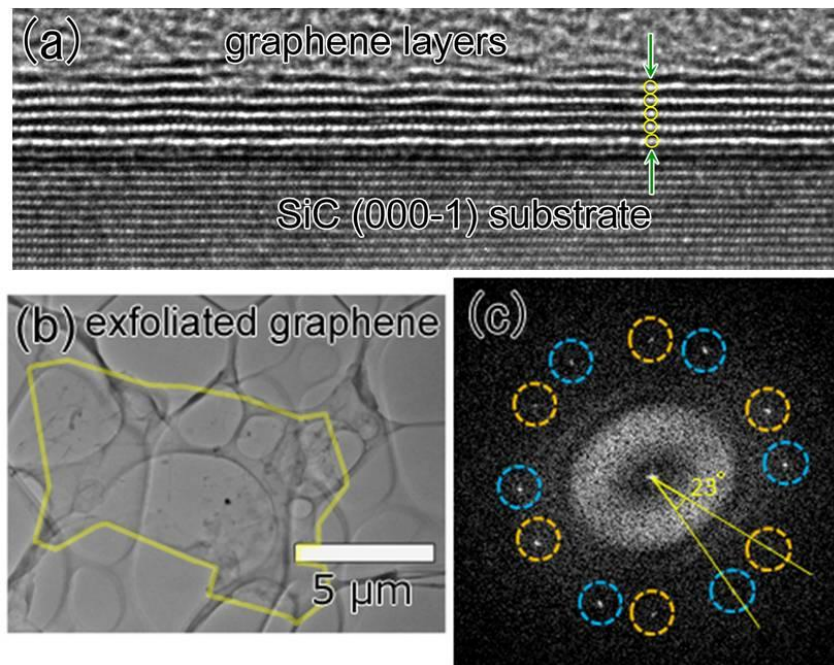 (a) graphene layers
SiC (000-1) substrate
(b) exfoliated graphene
5 μm
(c)
23°